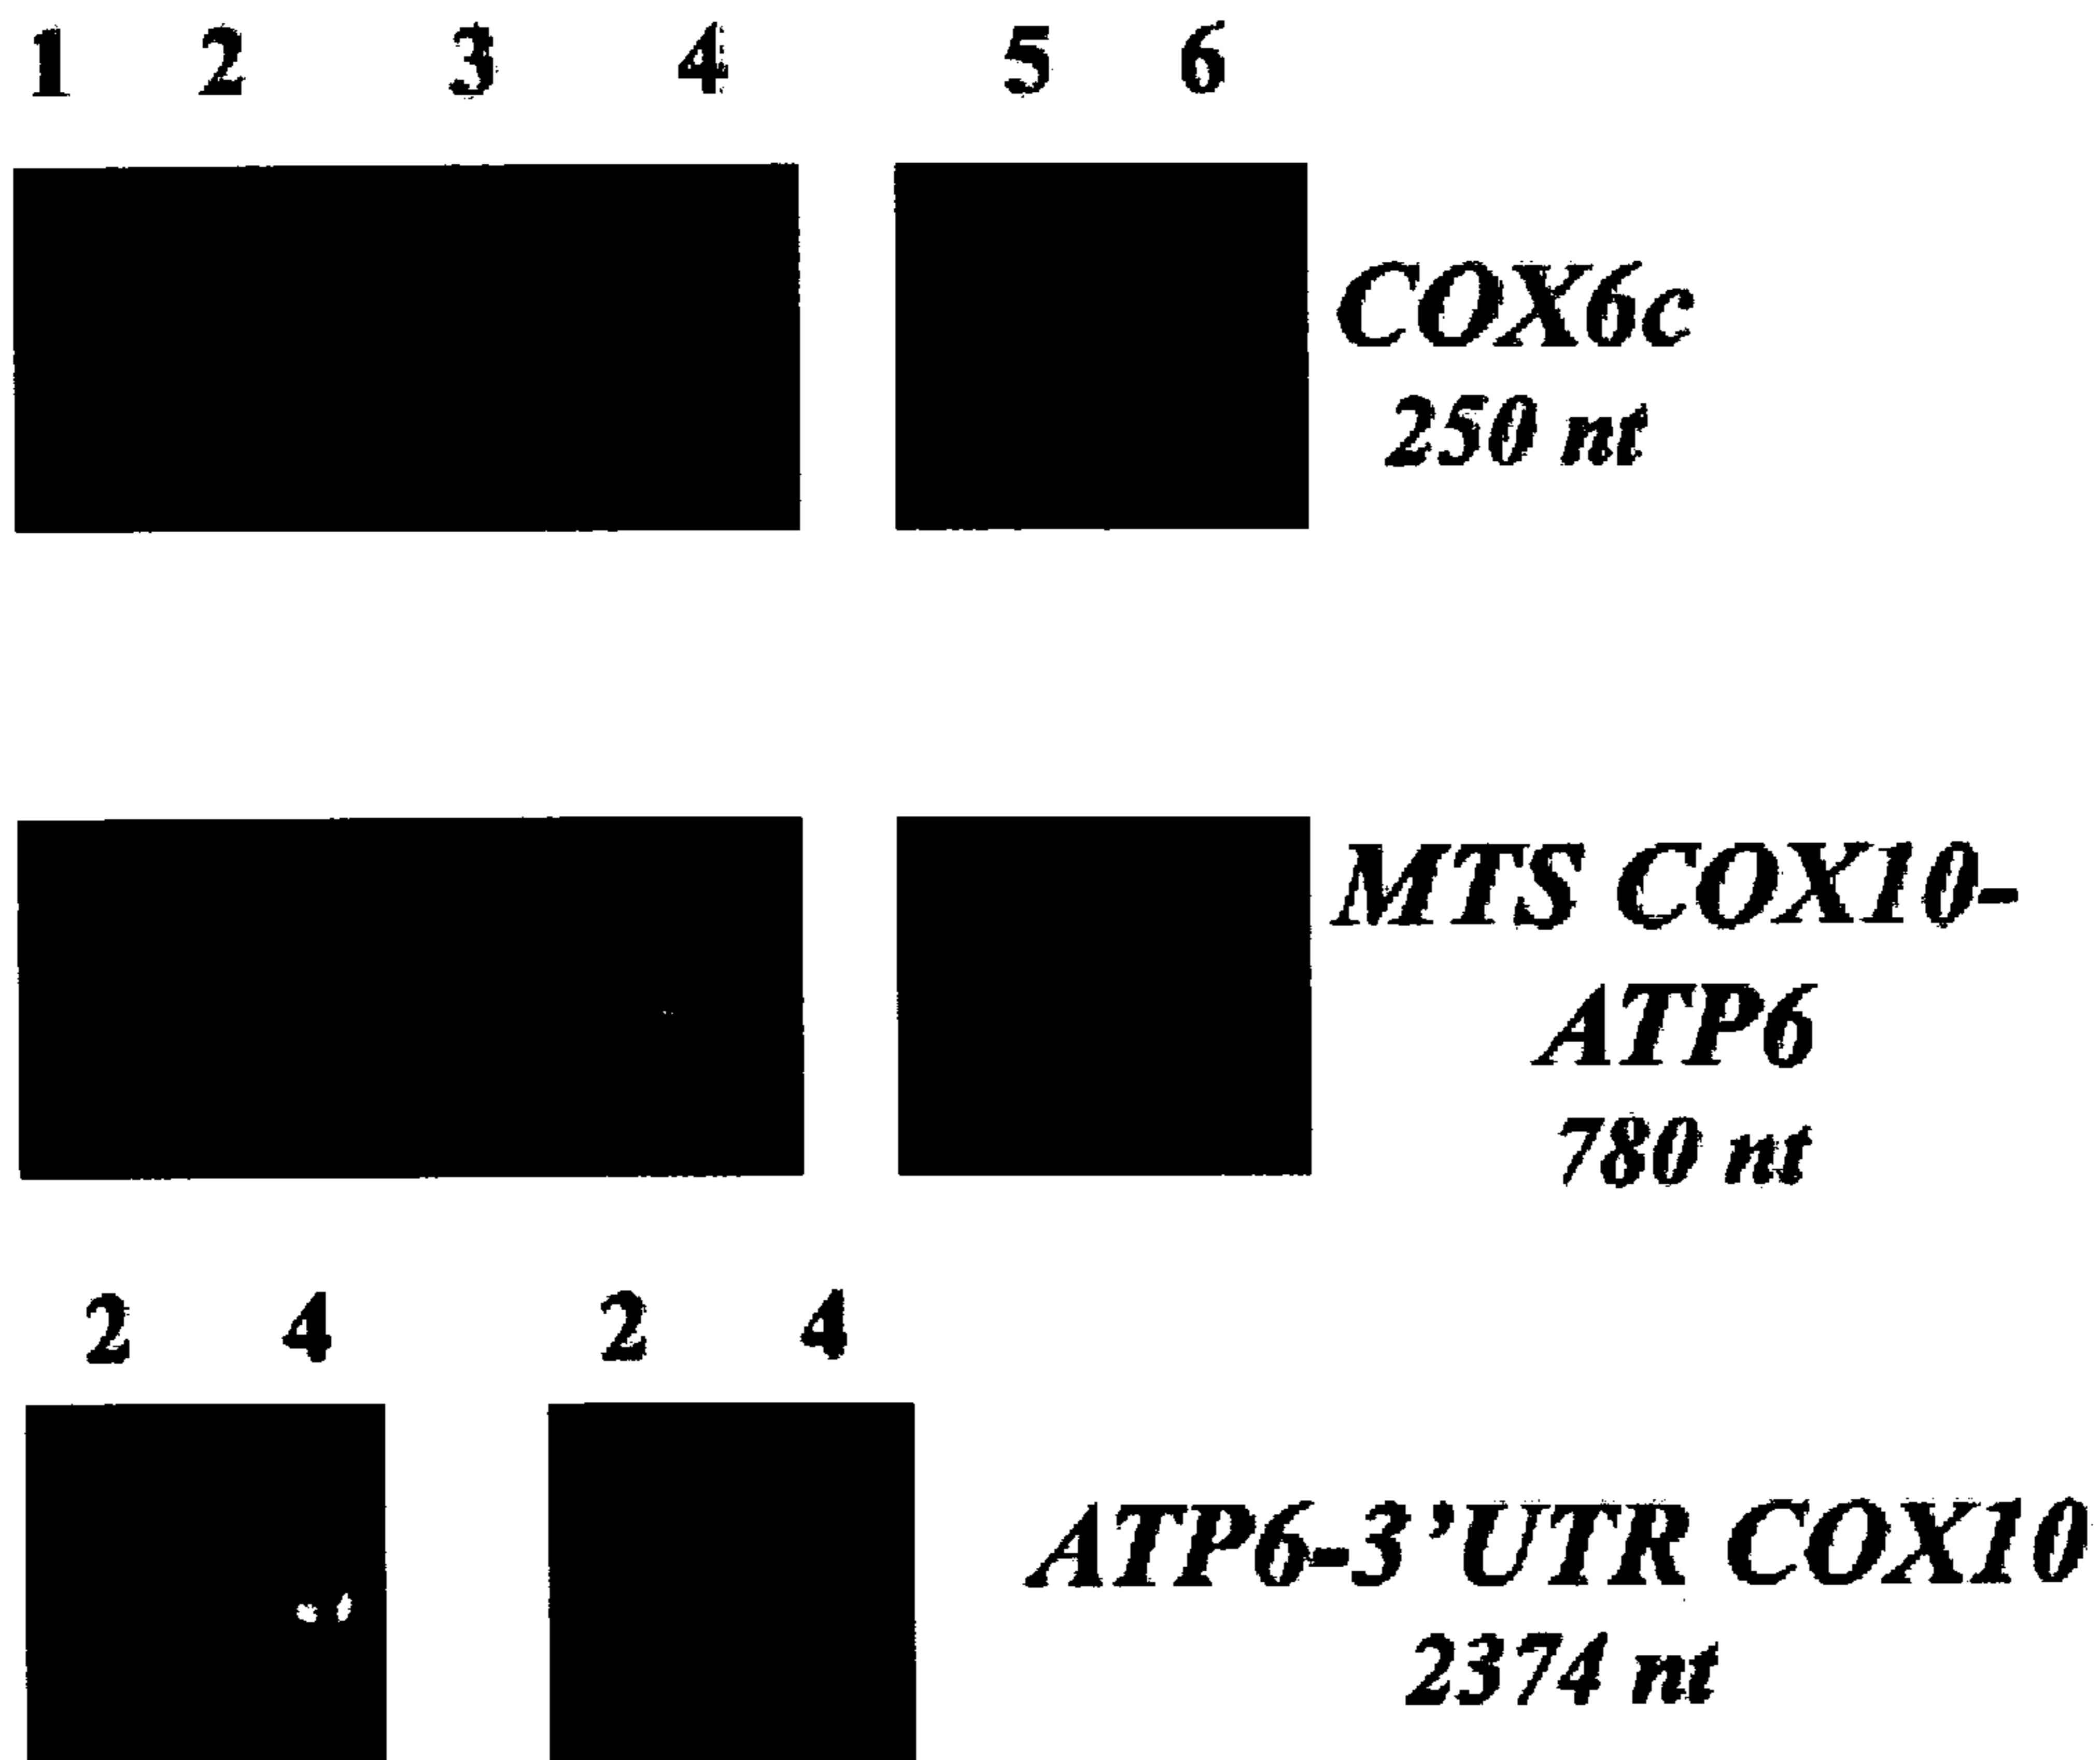 1 2 3 4 5 6
COX6c
250 nt
MTS COX10-
ATP6
780 nt
2 4 2 4
ATP6-3'UTR COX10
2374 nt